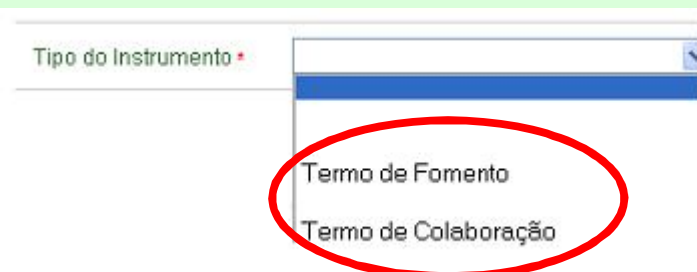 Tipo do Instrumento *
Termo de Fomento
Termo de Colaboração